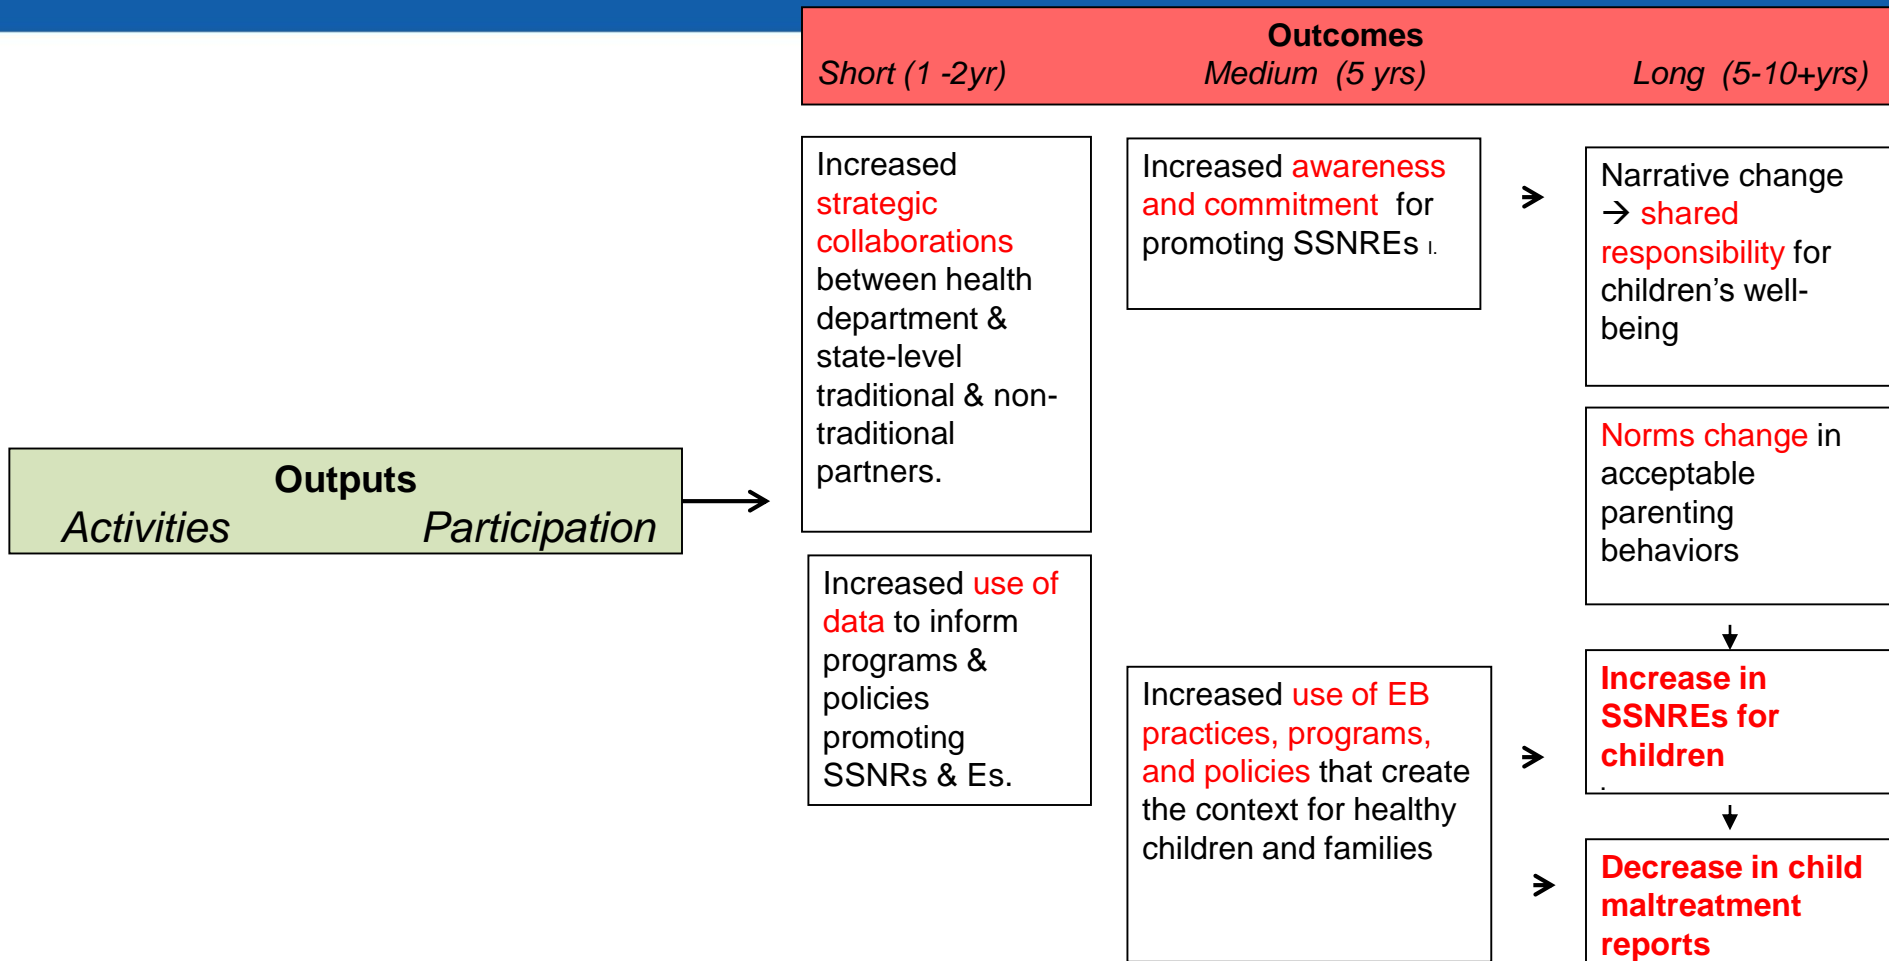 Outcomes
Short (1 -2yr) Medium (5 yrs) Long (5-10+yrs)
Outputs
Activities Participation
Increased
strategic
collaborations
between health
department &
state-level
traditional & non-
traditional
partners.
Increased use of
data to inform
programs &
policies
promoting
SSNRs & Es.
Increased awareness
and commitment for
promoting SSNREs I.
Increased use of EB
practices, programs,
and policies that create
the context for healthy
children and families
Narrative change
→ shared
responsibility for
children’s well-
being
Norms change in
acceptable
parenting
behaviors
Increase in
SSNREs for
children
.
Decrease in child
maltreatment
reports